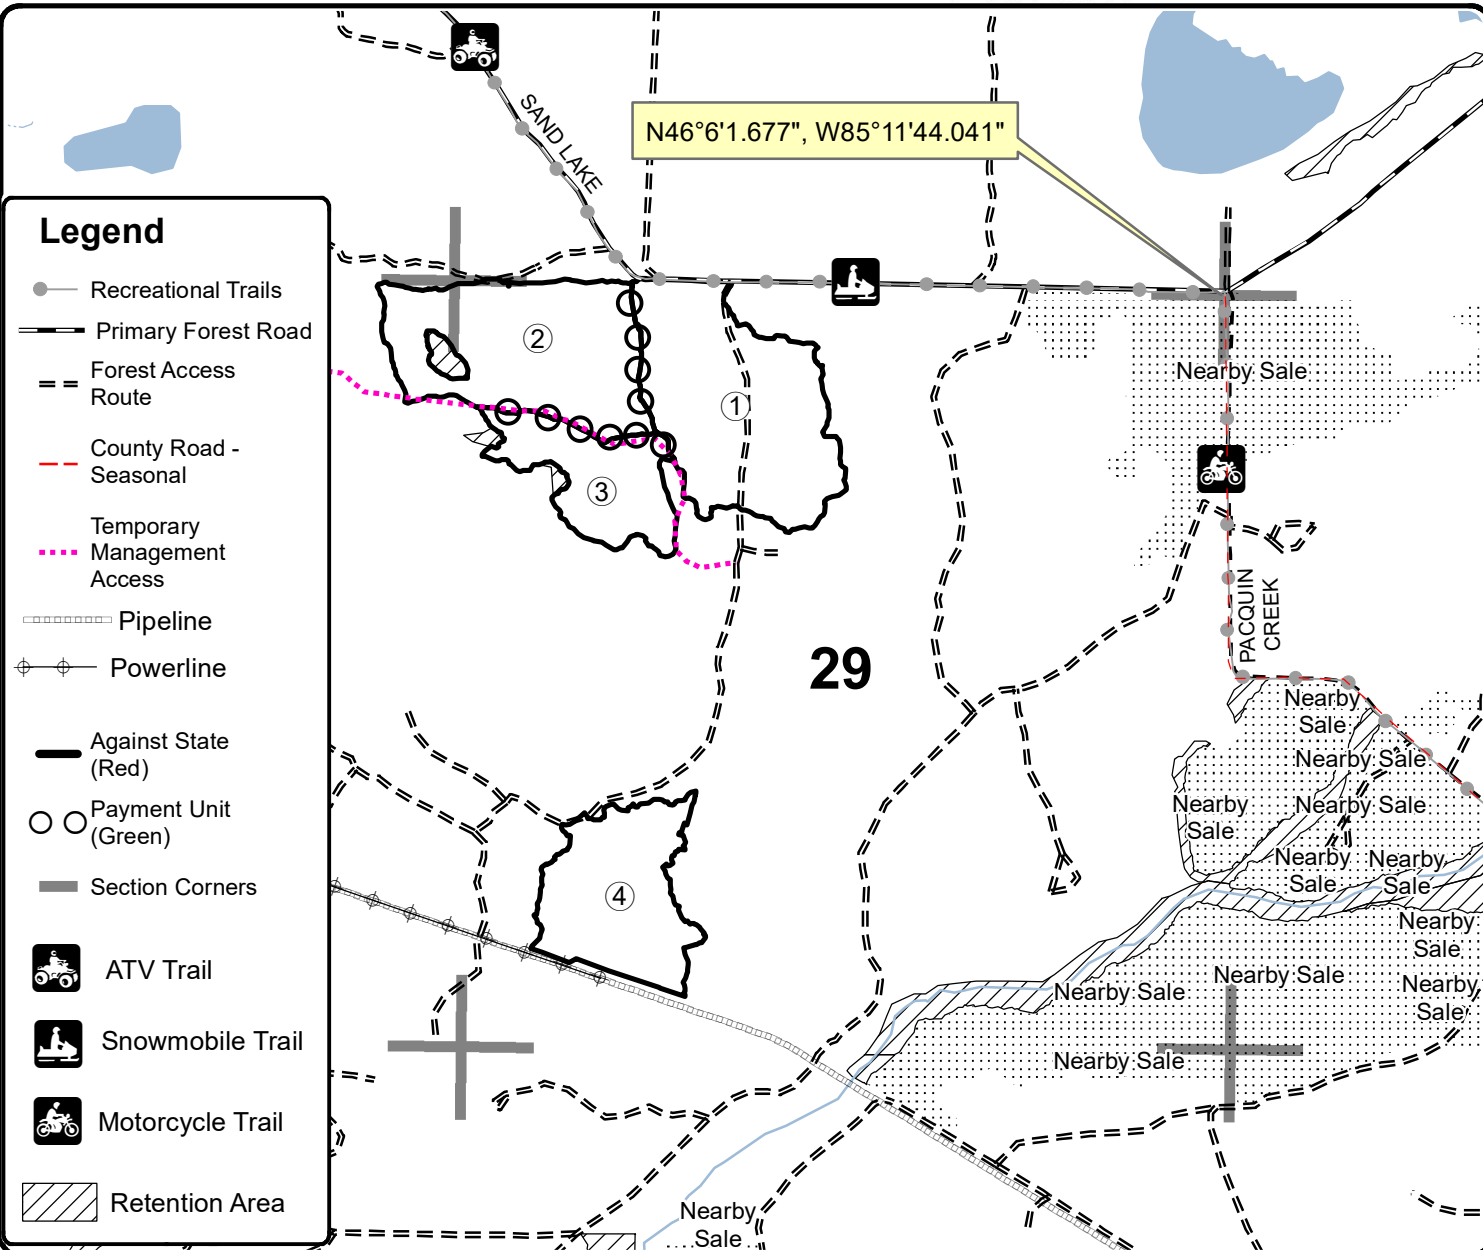 SAND LAKE
N46°6'1.677", W85°11'44.041"
Legend
Recreational Trails
Primary Forest Road
Forest Access
Route
County Road -
Seasonal
Temporary
Management
Access
Pipeline
Powerline
Against State
(Red)
Payment Unit
(Green)
Section Corners
ATV Trail
Snowmobile Trail
Motorcycle Trail
Retention Area
2
1
3
4
29
Nearby Sale
PACQUIN
CREEK
Nearby
Sale
Nearby Sale
Nearby
Sale
Nearby Sale
Nearby
Sale
Nearby
Sale
Nearby
Sale
Nearby Sale
Nearby
Sale
Nearby Sale
Nearby Sale
Nearby
Sale